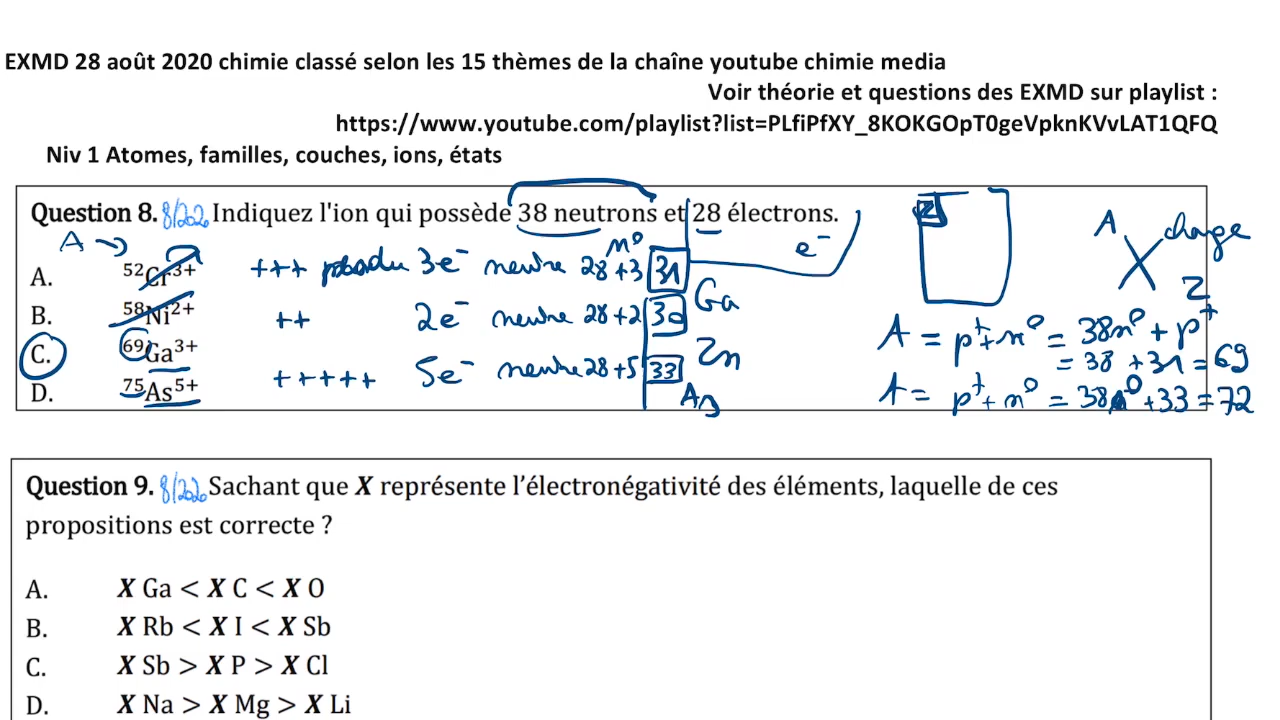 EXMD 28 août 2020 chimie classé selon les 15 thèmes de la chaîne youtube chimie media
Voir théorie et questions des EXMD sur playlist :
https://www.youtube.com/playlist?list=PLfiPfXY_8KOKGOpT0geVpknKVvLAT1QFQ
Niv 1 Atomes, familles, couches, ions, états
Question 8. 8/2020 Indiquez l'ion qui possède 38 neutrons et 28 électrons.
A. ⁵²Cr³⁺ +++ 3e⁻ neutre 28+3 31
B. ⁵⁸Ni²⁺ ++ 2e⁻ neutre 28+2 30 Ga
C. ⁶⁹Ga³⁺ Zn
D. ⁷⁵As⁵⁺ +++++ 5e⁻ neutre 28+5 33 As
A →
n⁰
e⁻
Z
A X charge
Z
A = p⁺+n⁰ = 38n⁰ + p⁺
= 38 + 31 = 69
A = p⁺+n⁰ = 38n⁰ +33 = 72
Question 9. 8/2020 Sachant que X représente l’électronégativité des éléments, laquelle de ces
propositions est correcte ?
A. X Ga < X C < X O
B. X Rb < X I < X Sb
C. X Sb > X P > X Cl
D. X Na > X Mg > X Li